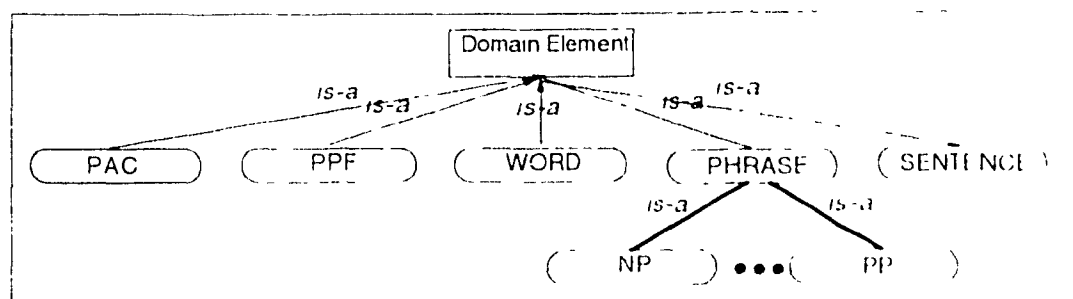 Domain Element
is-a is-a is-a is-a is-a
PAC PPF WORD PHRASE SENTENCE
is-a is-a
NP PP